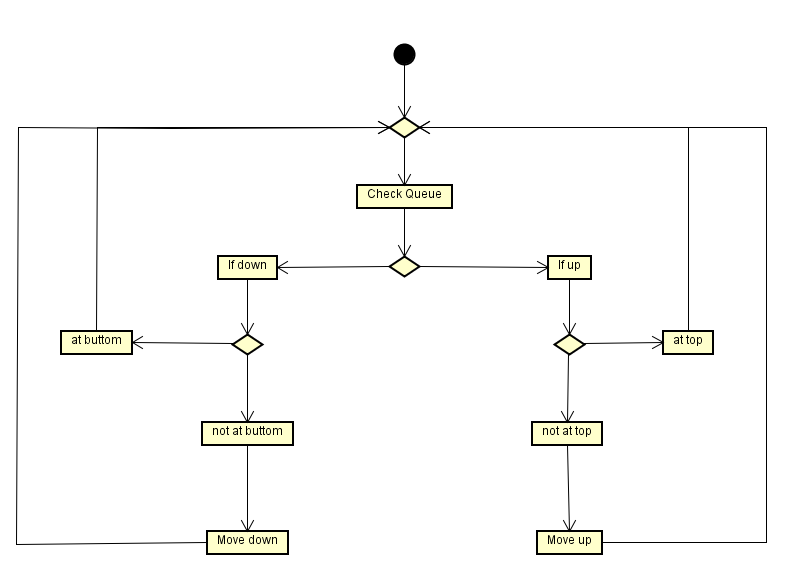 Check Queue
If down
If up
at buttom
at top
not at buttom
not at top
Move down
Move up